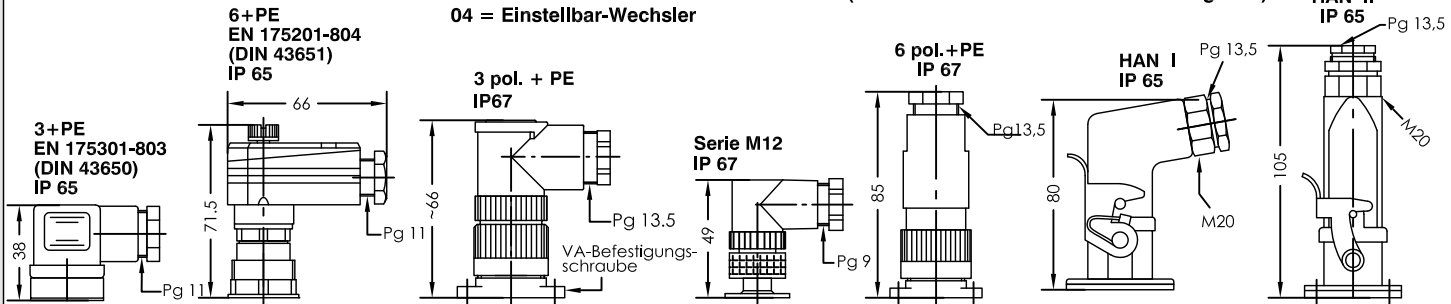 6+PE
EN 175201-804
(DIN 43651)
IP 65
66
71.5
Pg 11
04 = Einstellbar-Wechsler
3+PE
EN 175301-803
(DIN 43650)
IP 65
38
Pg 11
3 pol. + PE
IP67
~66
Pg 13.5
VA-Befestigungs-
schraube
Serie M12
IP 67
49
Pg 9
6 pol.+PE
IP 67
85
Pg13,5
HAN I
IP 65
Pg 13,5
80
M20
IP 65
Pg 13,5
105
M20